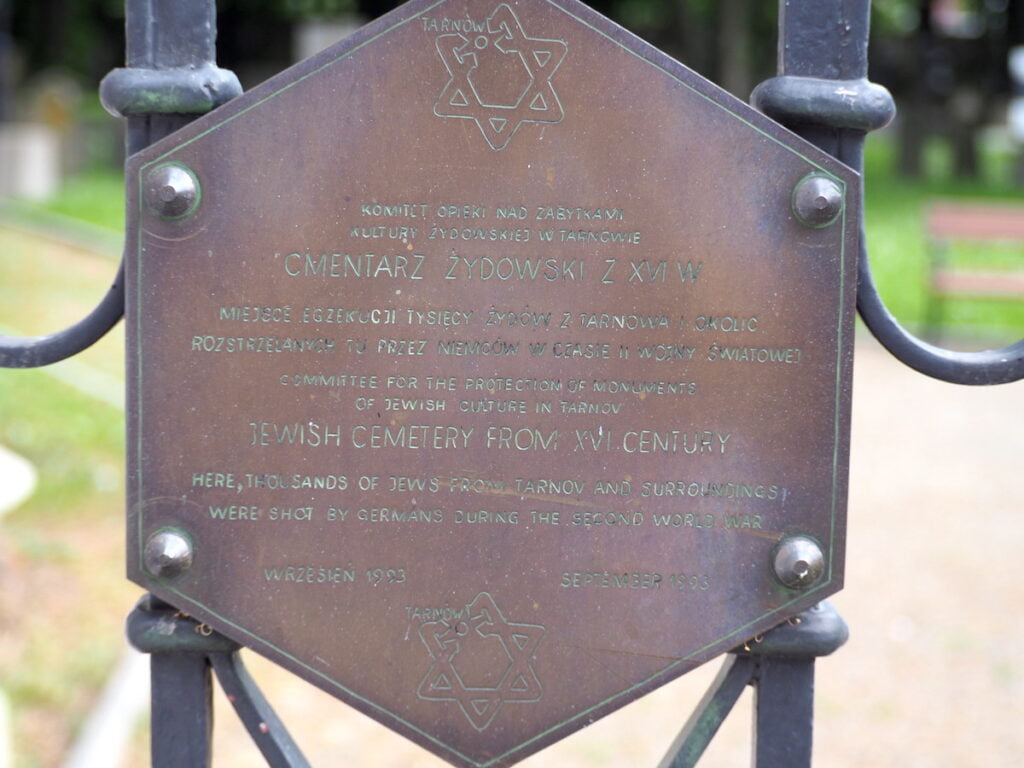 TARNÓW
KOMITET OPIEKI NAD ZABYTKAMI
KULTURY ŻYDOWSKIEJ W TARNOWIE
CMENTARZ ŻYDOWSKI Z XVI W
MIEJSCE EGZEKUCJI TYSIĘCY ŻYDÓW Z TARNOWA I OKOLIC
ROZSTRZELANYCH TU PRZEZ NIEMCÓW W CZASIE II WOJNY ŚWIATOWEJ
COMMITTEE FOR THE PROTECTION OF MONUMENTS
OF JEWISH CULTURE IN TARNOV
JEWISH CEMETERY FROM XVI CENTURY
HERE, THOUSANDS OF JEWS FROM TARNOV AND SURROUNDINGS
WERE SHOT BY GERMANS DURING THE SECOND WORLD WAR
WRZESIEŃ 1993 SEPTEMBER 1993
TARNÓW